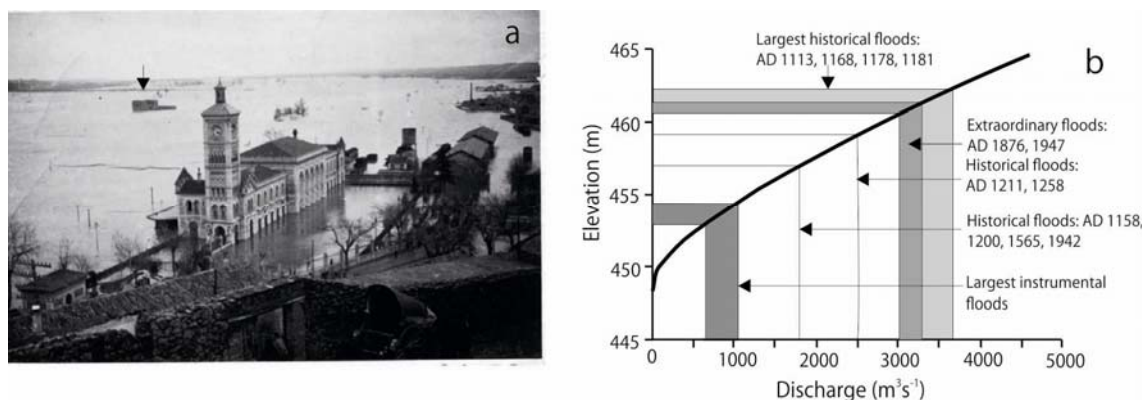 a
b
Largest historical floods:
AD 1113, 1168, 1178, 1181
Extraordinary floods:
AD 1876, 1947
Historical floods:
AD 1211, 1258
Historical floods: AD 1158,
1200, 1565, 1942
Largest instrumental
floods
Elevation (m)
465
460
455
450
445
0
1000
2000
3000
4000
5000
Discharge (m³s⁻¹)